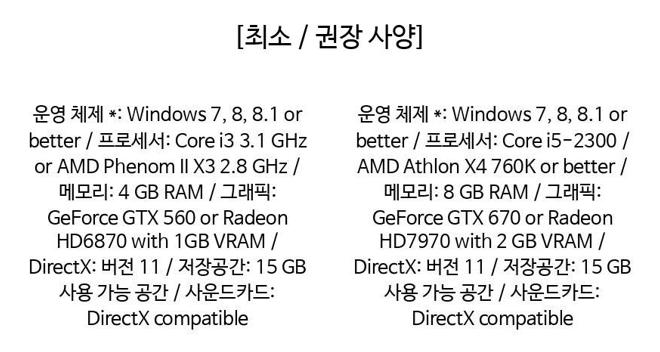 [최소 / 권장 사양]
운영 체제 *: Windows 7, 8, 8.1 or
better / 프로세서: Core i3 3.1 GHz
or AMD Phenom II X3 2.8 GHz /
메모리: 4 GB RAM / 그래픽:
GeForce GTX 560 or Radeon
HD6870 with 1GB VRAM /
DirectX: 버전 11 / 저장공간: 15 GB
사용 가능 공간 / 사운드카드:
DirectX compatible
운영 체제 *: Windows 7, 8, 8.1 or
better / 프로세서: Core i5-2300 /
AMD Athlon X4 760K or better /
메모리: 8 GB RAM / 그래픽:
GeForce GTX 670 or Radeon
HD7970 with 2 GB VRAM /
DirectX: 버전 11 / 저장공간: 15 GB
사용 가능 공간 / 사운드카드:
DirectX compatible